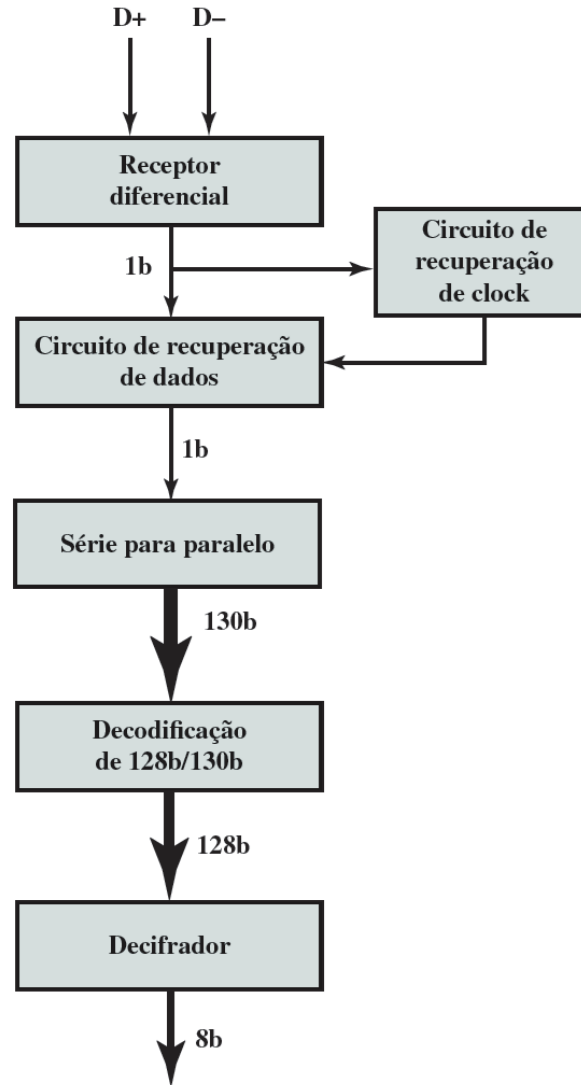 D+ D−
Receptor
diferencial
Circuito de
recuperação
de clock
1b
Circuito de recuperação
de dados
1b
Série para paralelo
130b
Decodificação
de 128b/130b
128b
Decifrador
8b